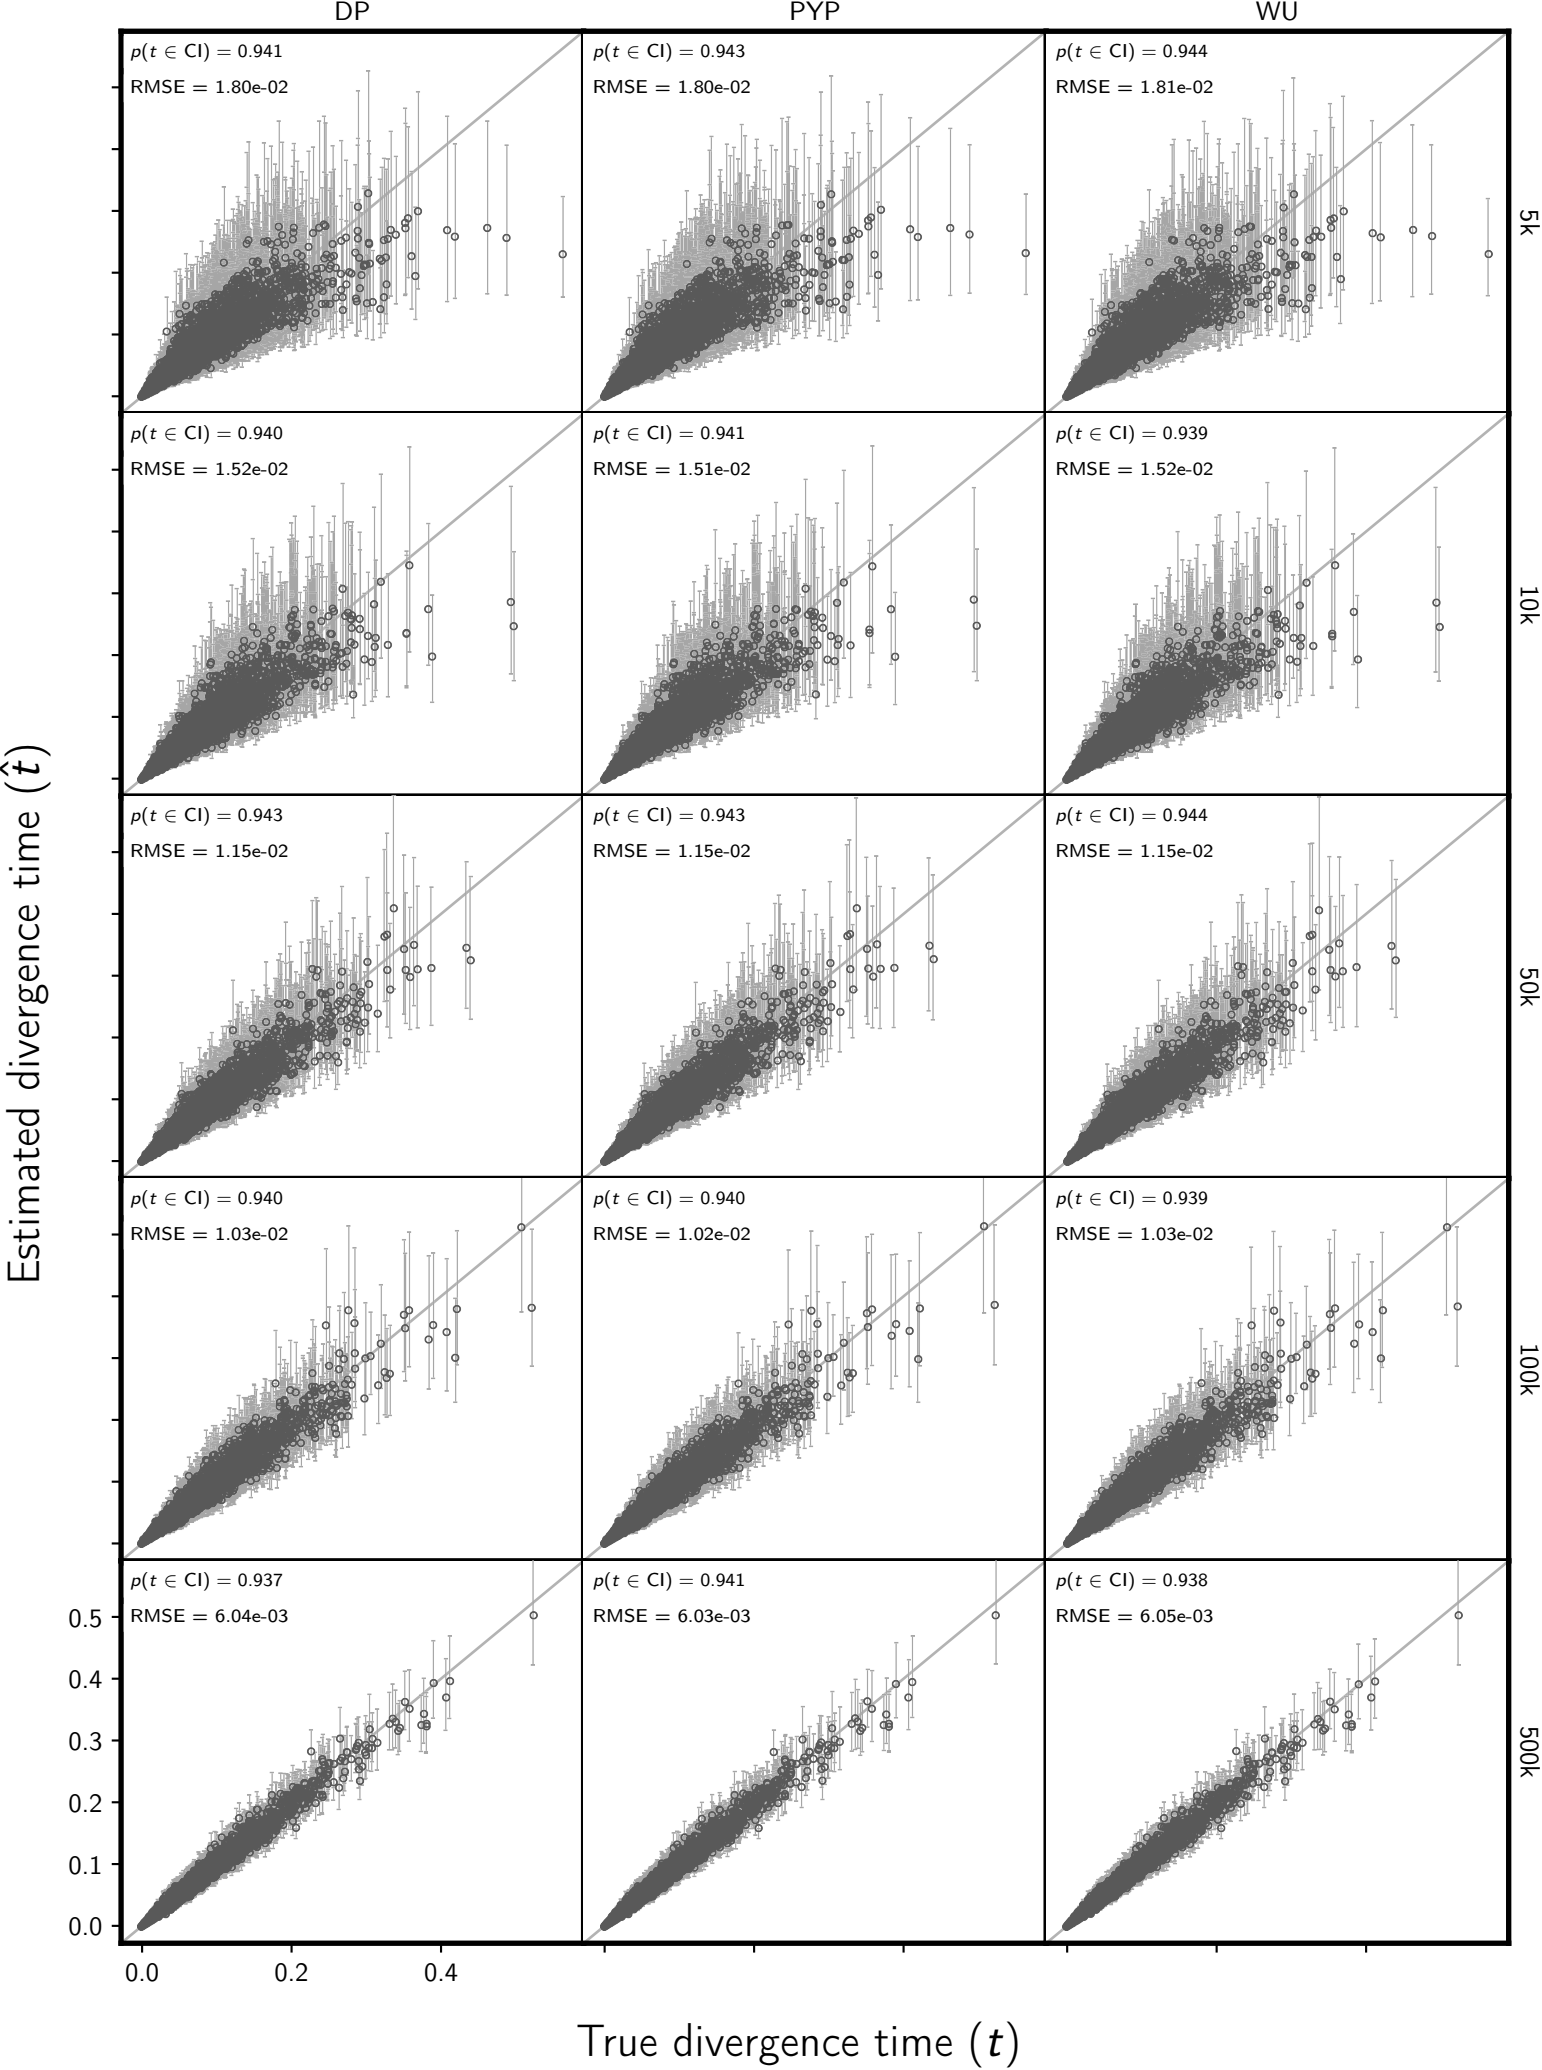 DP PYP WU
p(t ∈ CI) = 0.941 p(t ∈ CI) = 0.943 p(t ∈ CI) = 0.944
RMSE = 1.80e-02 RMSE = 1.80e-02 RMSE = 1.81e-02
5k
p(t ∈ CI) = 0.940 p(t ∈ CI) = 0.941 p(t ∈ CI) = 0.939
RMSE = 1.52e-02 RMSE = 1.51e-02 RMSE = 1.52e-02
10k
Estimated divergence time (t̂)
p(t ∈ CI) = 0.943 p(t ∈ CI) = 0.943 p(t ∈ CI) = 0.944
RMSE = 1.15e-02 RMSE = 1.15e-02 RMSE = 1.15e-02
50k
p(t ∈ CI) = 0.940 p(t ∈ CI) = 0.940 p(t ∈ CI) = 0.939
RMSE = 1.03e-02 RMSE = 1.02e-02 RMSE = 1.03e-02
100k
p(t ∈ CI) = 0.937 p(t ∈ CI) = 0.941 p(t ∈ CI) = 0.938
RMSE = 6.04e-03 RMSE = 6.03e-03 RMSE = 6.05e-03
500k
0.5
0.4
0.3
0.2
0.1
0.0
0.0 0.2 0.4
True divergence time (t)